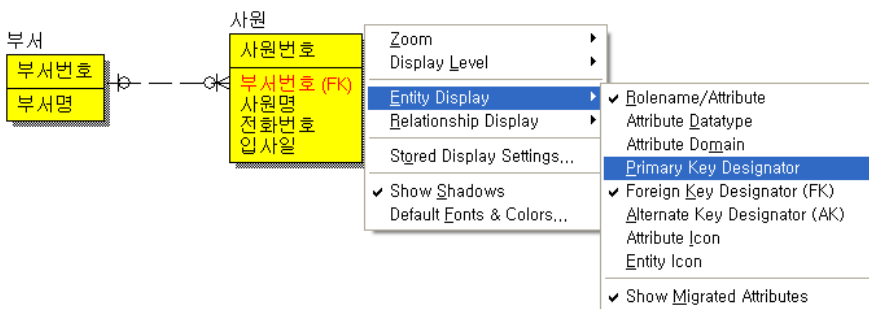 부서
부서번호
부서명
사원
사원번호
부서번호 (FK)
사원명
전화번호
입사일
Zoom
Display Level
Entity Display
Relationship Display
Stored Display Settings...
Show Shadows
Default Fonts & Colors...
Rolename/Attribute
Attribute Datatype
Attribute Domain
Primary Key Designator
Foreign Key Designator (FK)
Alternate Key Designator (AK)
Attribute Icon
Entity Icon
Show Migrated Attributes